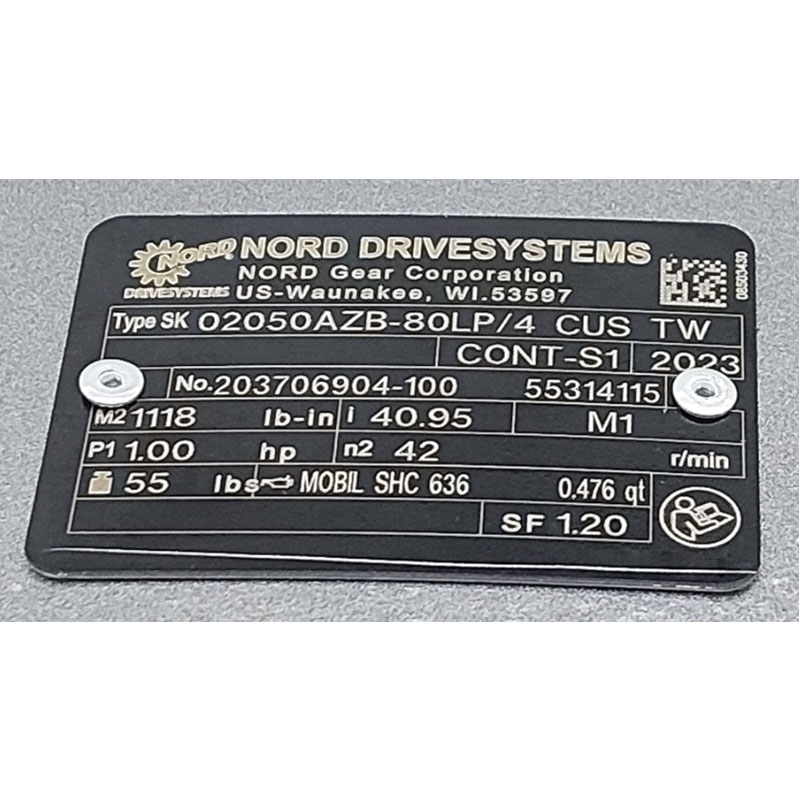 NORD DRIVESYSTEMS
NORD DRIVESYSTEMS
NORD Gear Corporation
US-Waunakee, WI.53597
08503430
Type SK 02050AZB-80LP/4 CUS TW
CONT-S1 2023
No.203706904-100 55314115
M2 1118 lb-in i 40.95 M1
P1 1.00 hp n2 42 r/min
55 lbs MOBIL SHC 636 0.476 qt
SF 1.20